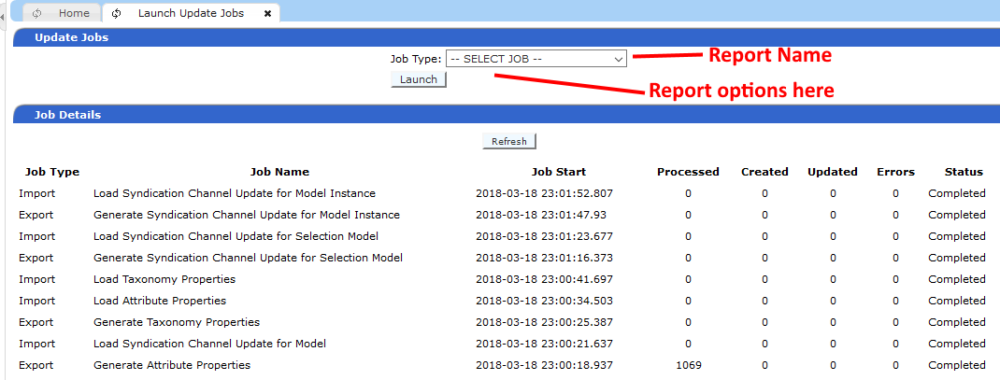 Home Launch Update Jobs
Update Jobs
Job Type: -- SELECT JOB -- Report Name
Launch Report options here
Job Details
Refresh
Job Type Job Name Job Start Processed Created Updated Errors Status
Import Load Syndication Channel Update for Model Instance 2018-03-18 23:01:52.807 0 0 0 0 Completed
Export Generate Syndication Channel Update for Model Instance 2018-03-18 23:01:47.93 0 0 0 0 Completed
Import Load Syndication Channel Update for Selection Model 2018-03-18 23:01:23.677 0 0 0 0 Completed
Export Generate Syndication Channel Update for Selection Model 2018-03-18 23:01:16.373 0 0 0 0 Completed
Import Load Taxonomy Properties 2018-03-18 23:00:41.697 0 0 0 0 Completed
Import Load Attribute Properties 2018-03-18 23:00:34.503 0 0 0 0 Completed
Export Generate Taxonomy Properties 2018-03-18 23:00:25.387 0 0 0 0 Completed
Import Load Syndication Channel Update for Model 2018-03-18 23:00:21.637 0 0 0 0 Completed
Export Generate Attribute Properties 2018-03-18 23:00:18.937 1069 0 0 0 Completed